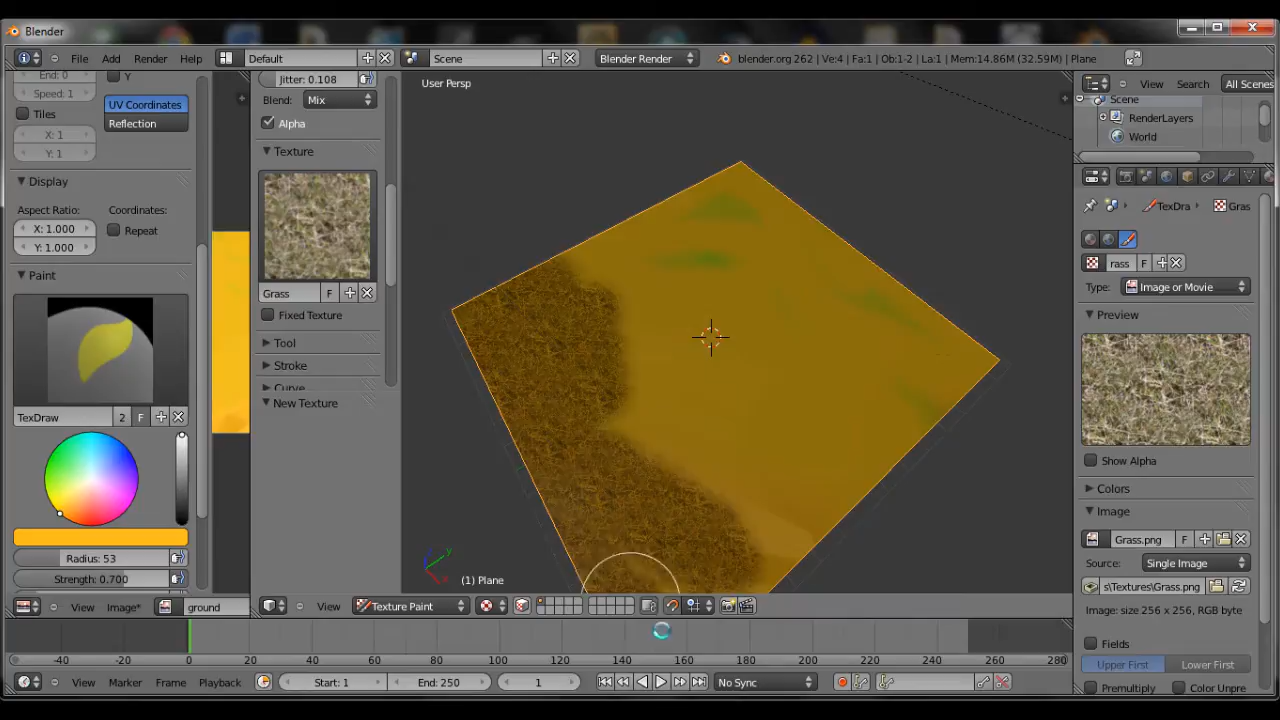 Blender
File Add Render Help Default Scene Blender Render blender.org 262 | Ve:4 | Fa:1 | Ob:1-2 | La:1 | Mem:14.86M (32.59M) | Plane
End: 0
Y
Speed: 1
UV Coordinates
Tiles
Reflection
X: 1
Y: 1
Display
Aspect Ratio:
Coordinates:
X: 1.000
Repeat
Y: 1.000
Paint
TexDraw 2 F
Radius: 53
Strength: 0.700
View Image* ground
Jitter: 0.108
Blend: Mix
Alpha
Texture
Grass F
Fixed Texture
Tool
Stroke
Curve
New Texture
User Persp
(1) Plane
View Texture Paint
View Search All Scenes
Scene
RenderLayers
World
TexDra Gras
rass F
Type: Image or Movie
Preview
Show Alpha
Colors
Image
Grass.png F
Source: Single Image
s\Textures\Grass.png
Image: size 256 x 256, RGB byte
Fields
Upper First Lower First
Premultiply Color Unpre
-40 -20 0 20 40 60 80 100 120 140 160 180 200 220 240 260 280
View Marker Frame Playback Start: 1 End: 250 1 No Sync